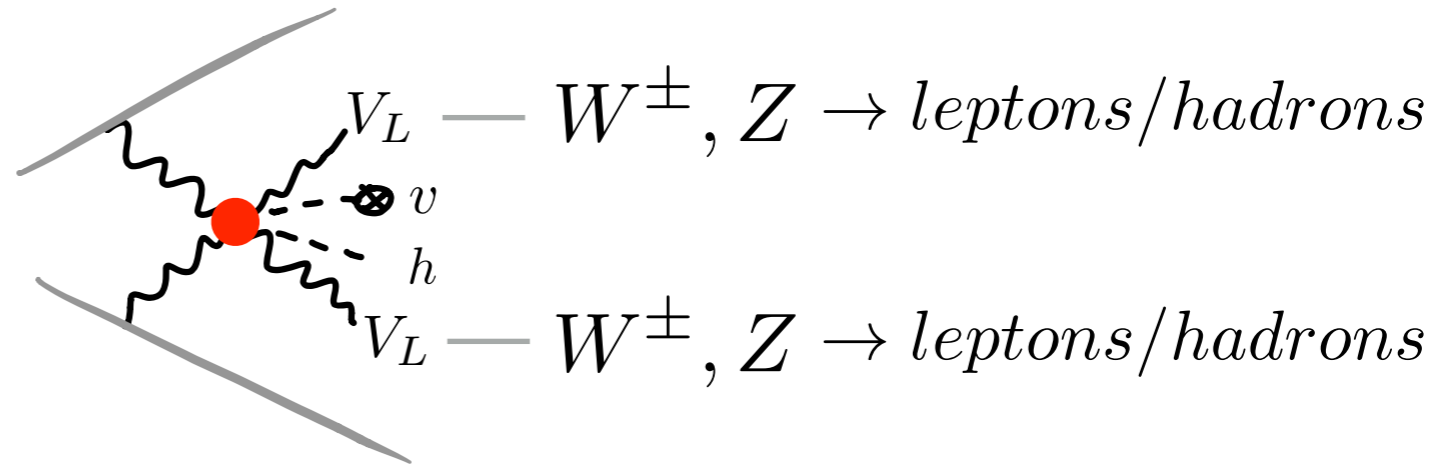 V_L — W^±, Z → leptons/hadrons
v
h
V_L — W^±, Z → leptons/hadrons